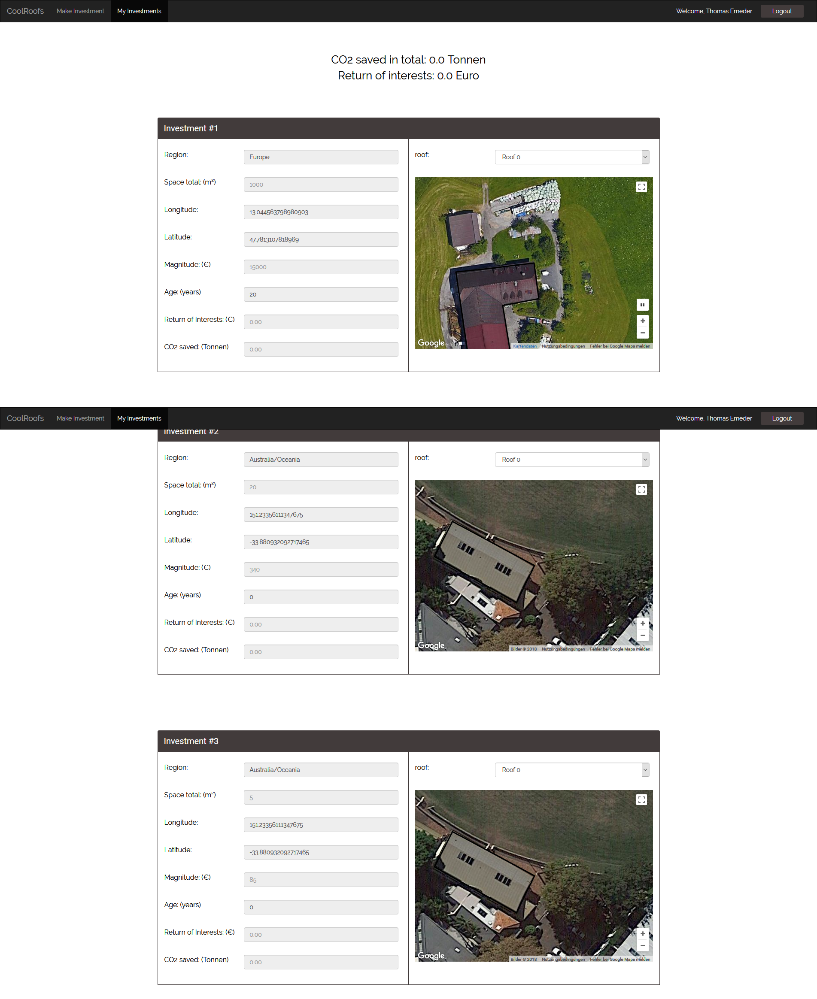 CoolRoofs Make Investment My Investments Welcome, Thomas Emeder Logout
CO2 saved in total: 0.0 Tonnen
Return of interests: 0.0 Euro
Investment #1
Region: Europe
Space total: (m²) 1000
Longitude: 13.044563798980903
Latitude: 47.7813107818969
Magnitude: (€) 15000
Age: (years) 20
Return of Interests: (€) 0.00
CO2 saved: (Tonnen) 0.00
roof: Roof 0
Google Kartendaten Nutzungsbedingungen Fehler bei Google Maps melden
CoolRoofs Make Investment My Investments Welcome, Thomas Emeder Logout
Investment #2
Region: Australia/Oceania
Space total: (m²) 20
Longitude: 151.23356111347675
Latitude: -33.880932092717465
Magnitude: (€) 340
Age: (years) 0
Return of Interests: (€) 0.00
CO2 saved: (Tonnen) 0.00
roof: Roof 0
Google Bilder © 2018 Nutzungsbedingungen Fehler bei Google Maps melden
Investment #3
Region: Australia/Oceania
Space total: (m²) 5
Longitude: 151.23356111347675
Latitude: -33.880932092717465
Magnitude: (€) 85
Age: (years) 0
Return of Interests: (€) 0.00
CO2 saved: (Tonnen) 0.00
roof: Roof 0
Google Bilder © 2018 Nutzungsbedingungen Fehler bei Google Maps melden